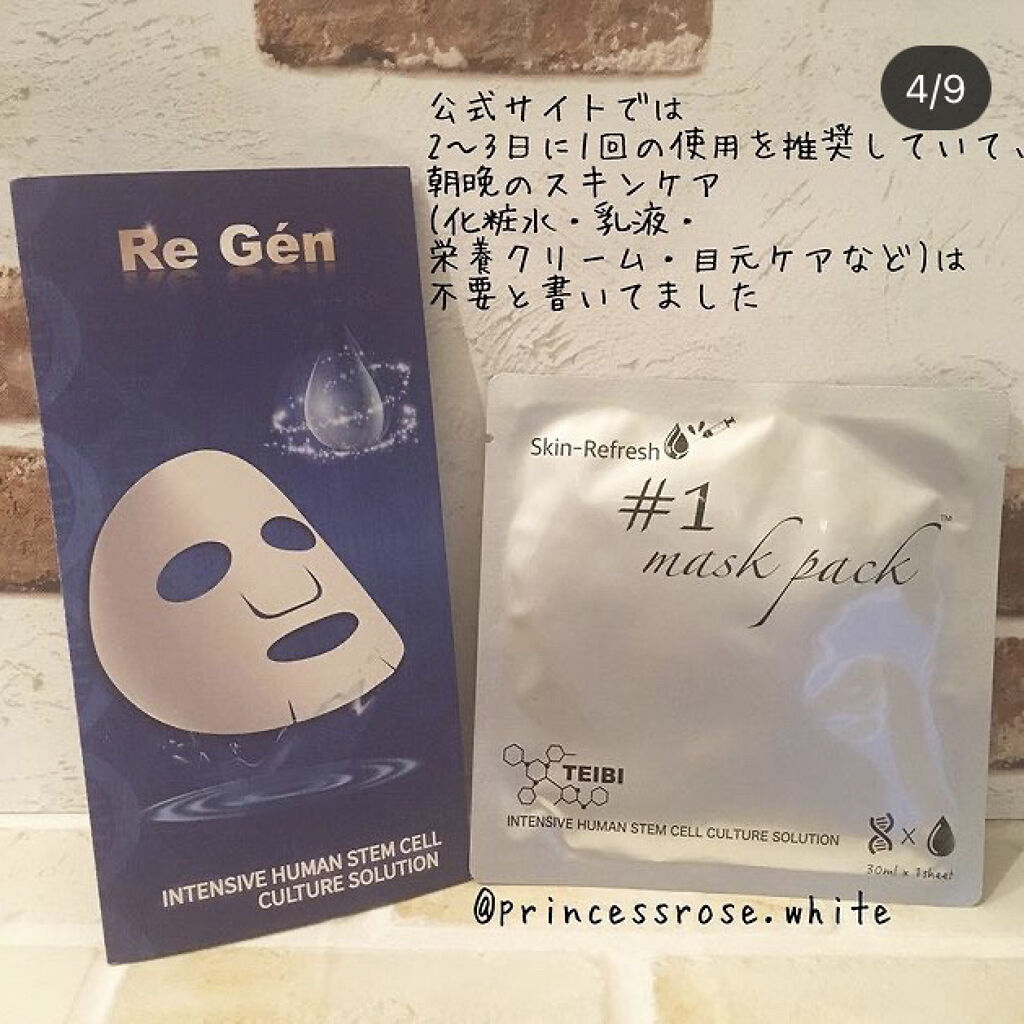 4/9
公式サイトでは
2～3日に1回の使用を推奨していて、
朝晩のスキンケア
(化粧水・乳液・
栄養クリーム・目元ケアなど)は
不要と書いてました
Re Gén
INTENSIVE HUMAN STEM CELL
CULTURE SOLUTION
Skin-Refresh
#1
mask pack™
TEIBI
INTENSIVE HUMAN STEM CELL CULTURE SOLUTION
X
30ml x 1sheet
@princessrose.white